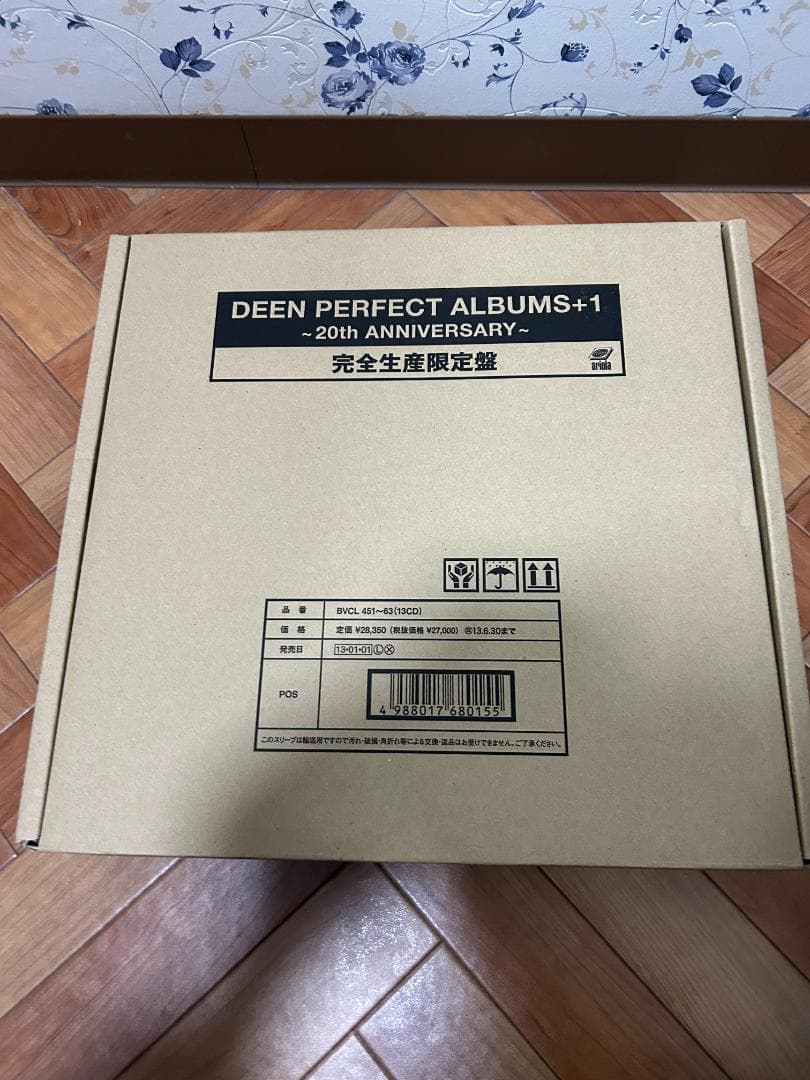 DEEN PERFECT ALBUMS+1
~20th ANNIVERSARY~
完全生産限定盤
ariola
品 番 BVCL 451〜63(13CD)
価 格 定価 ¥28,350 (税抜価格 ¥27,000) Ⓡ13.6.30まで
発売日 13・01・01ⓁⓍ
POS
4 988017 680155
このスリーブは輸送用ですので汚れ・破損・角折れ等による交換・返品はお受けできません。ご了承ください。